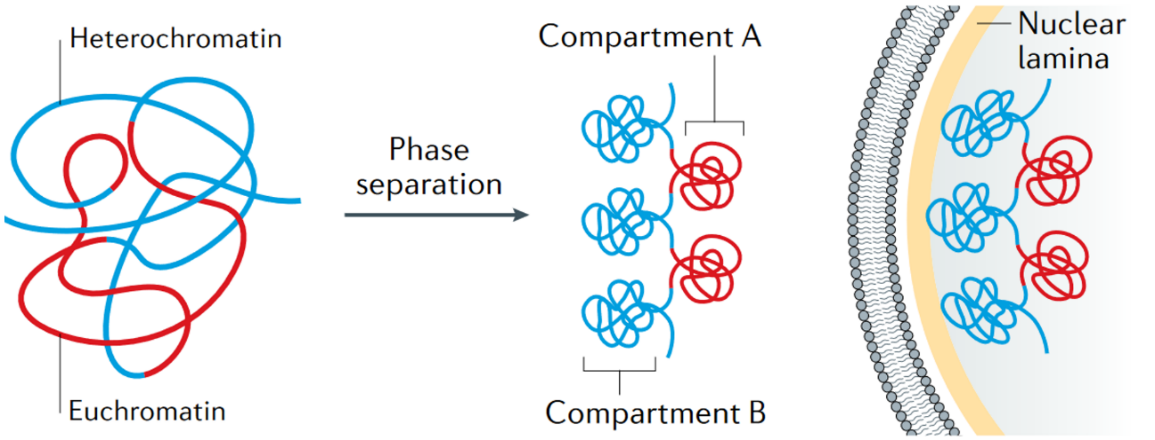 Heterochromatin
Euchromatin
Phase
separation
Compartment A
Compartment B
Nuclear
lamina